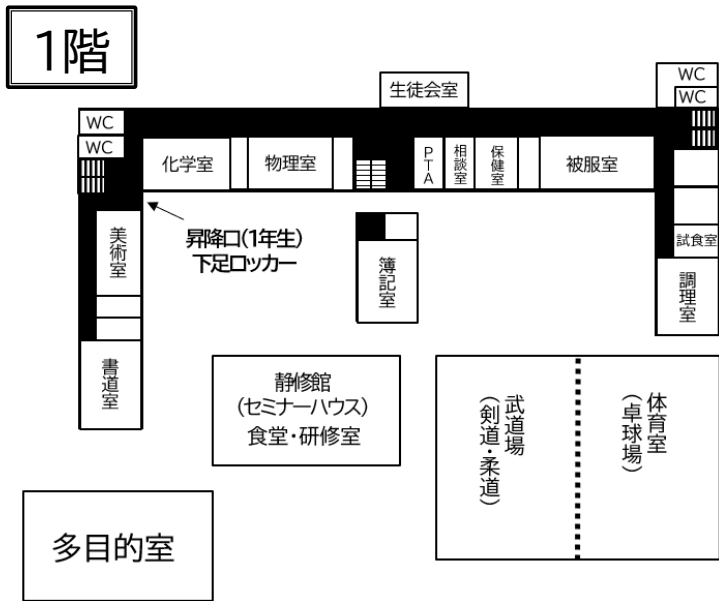 1階
生徒会室
WC
WC
WC
WC
化学室
物理室
PTA
相談室
保健室
被服室
昇降口(1年生)
下足ロッカー
美術室
簿記室
試食室
調理室
書道室
静修館
(セミナーハウス)
食堂・研修室
武道場
(剣道・柔道)
体育室
(卓球場)
多目的室